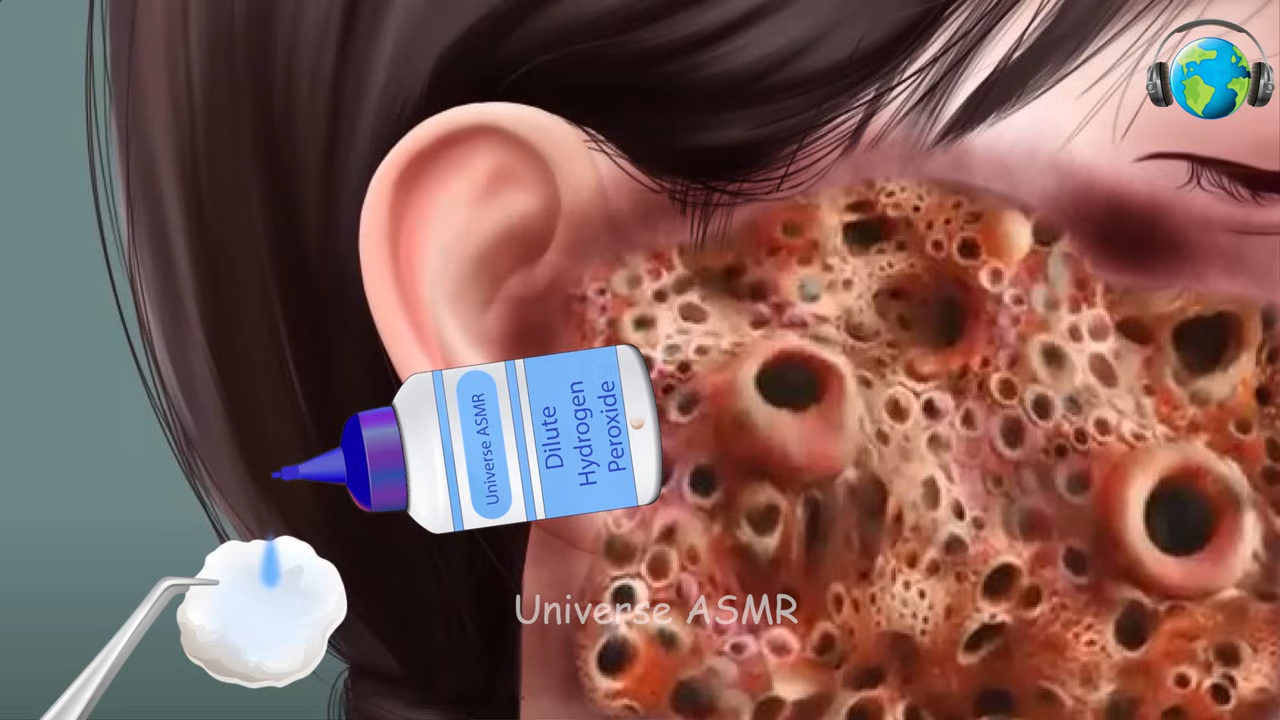 Universe ASMR
Dilute
Hydrogen
Peroxide
Universe ASMR